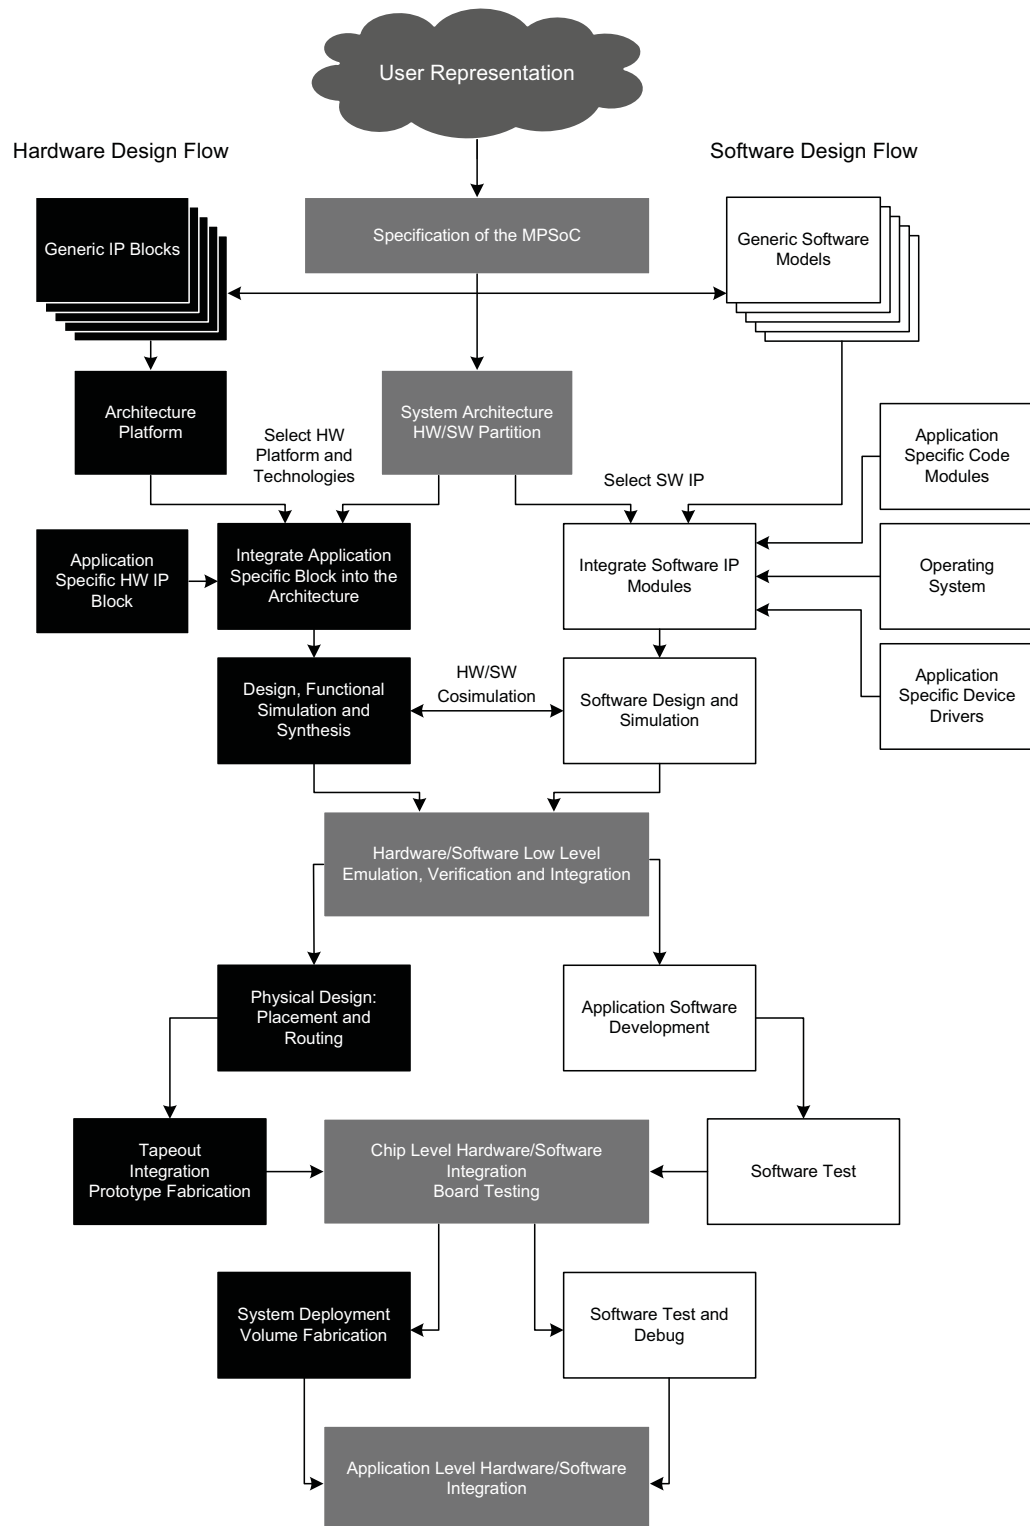 User Representation
Hardware Design Flow
Software Design Flow
Generic IP Blocks
Specification of the MPSoC
Generic Software
Models
Architecture
Platform
System Architecture
HW/SW Partition
Select HW
Platform and
Technologies
Select SW IP
Application
Specific Code
Modules
Application
Specific HW IP
Block
Integrate Application
Specific Block into the
Architecture
Integrate Software IP
Modules
Operating
System
Design, Functional
Simulation and
Synthesis
HW/SW
Cosimulation
Software Design and
Simulation
Application
Specific Device
Drivers
Hardware/Software Low Level
Emulation, Verification and Integration
Physical Design:
Placement and
Routing
Application Software
Development
Tapeout
Integration
Prototype Fabrication
Chip Level Hardware/Software
Integration
Board Testing
Software Test
System Deployment
Volume Fabrication
Software Test and
Debug
Application Level Hardware/Software
Integration